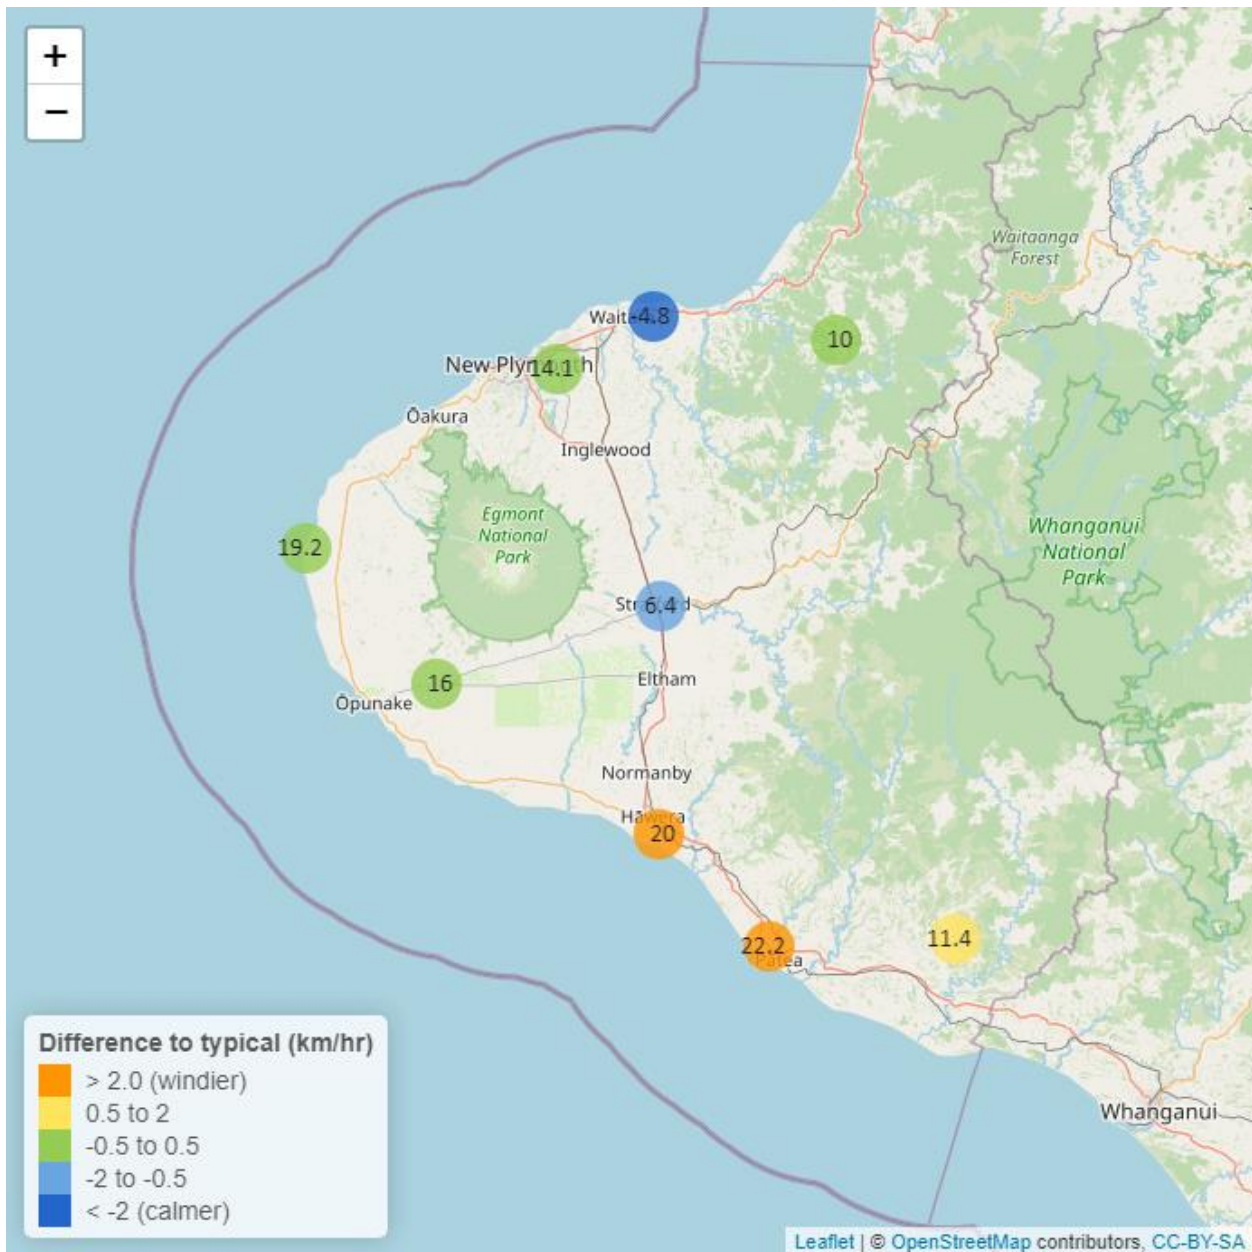 +
−
Waitaanga
Forest
Wait
-4.8
10
New Plym
14.1
h
Ōakura
Inglewood
Egmont
National
Park
Whanganui
National
Park
19.2
Str
6.4
d
16
Eltham
Ōpunake
Normanby
Hāwera
20
22.2
Patea
11.4
Whanganui
Difference to typical (km/hr)
> 2.0 (windier)
0.5 to 2
-0.5 to 0.5
-2 to -0.5
< -2 (calmer)
Leaflet | © OpenStreetMap contributors, CC-BY-SA